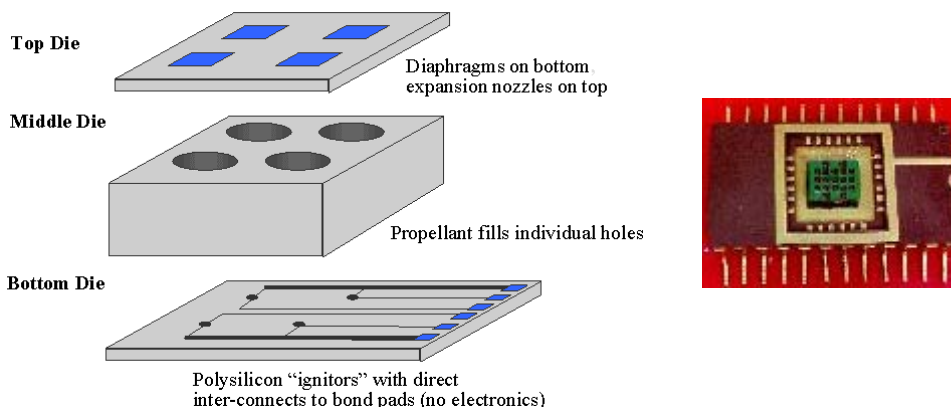 Top Die
Diaphragms on bottom,
expansion nozzles on top
Middle Die
Propellant fills individual holes
Bottom Die
Polysilicon “ignitors” with direct
inter-connects to bond pads (no electronics)